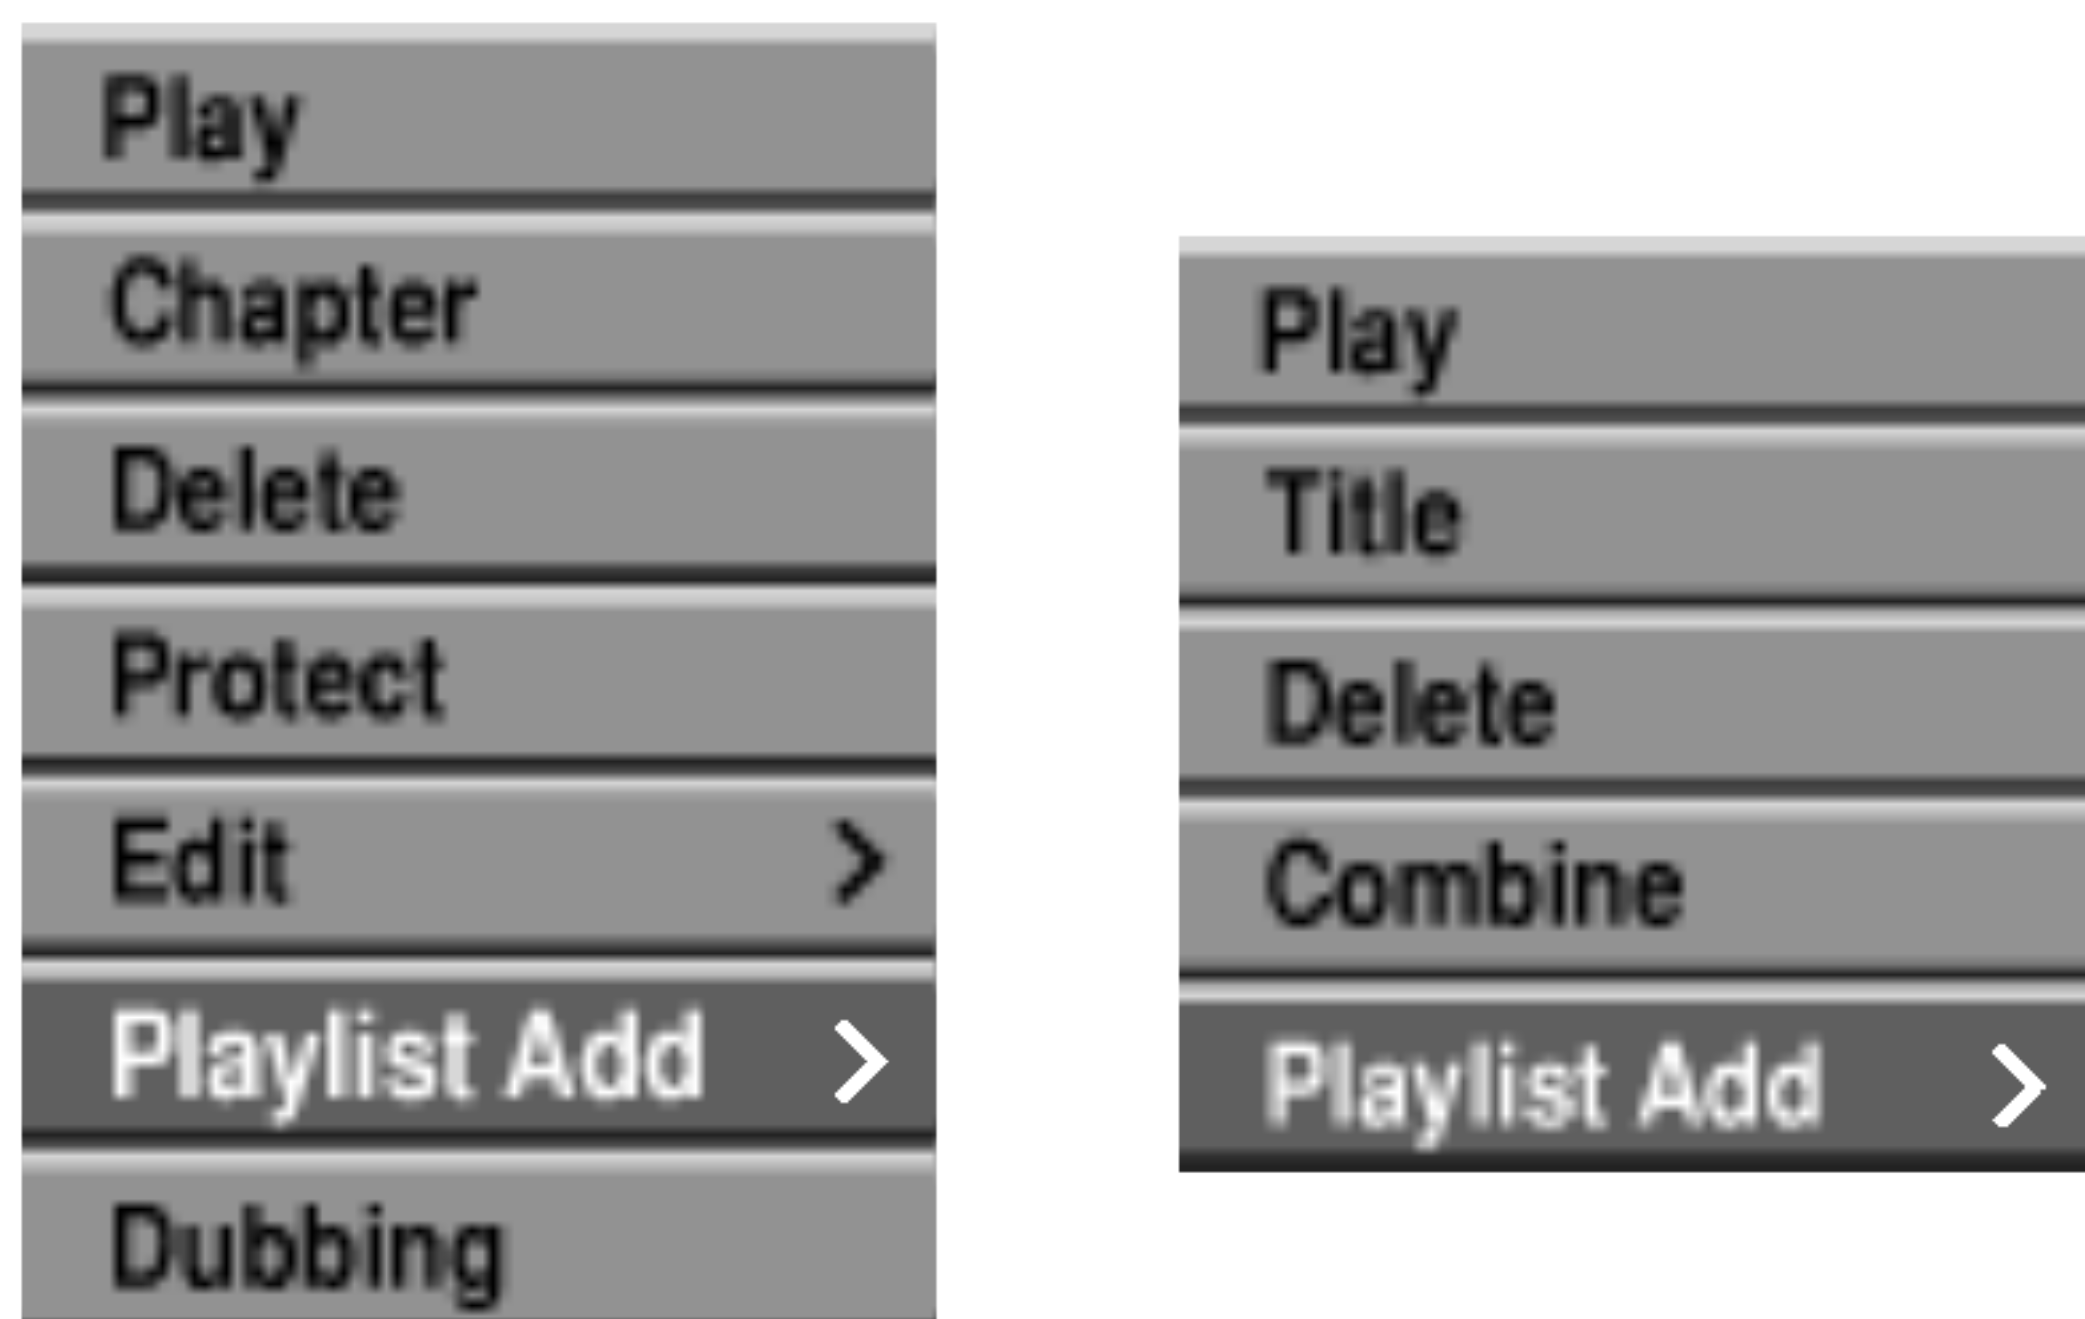 Play
Chapter
Delete
Protect
Edit >
Playlist Add >
Dubbing
Play
Title
Delete
Combine
Playlist Add >